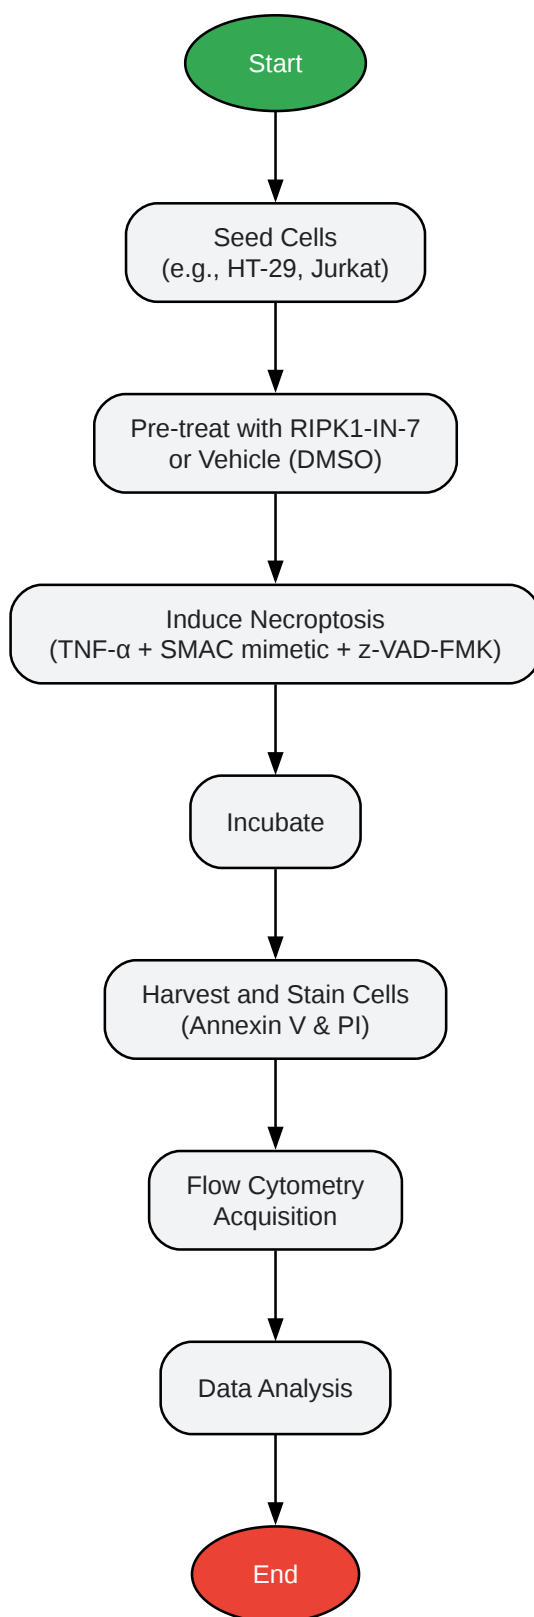 Start
Seed Cells
(e.g., HT-29, Jurkat)
Pre-treat with RIPK1-IN-7
or Vehicle (DMSO)
Induce Necroptosis
(TNF-α + SMAC mimetic + z-VAD-FMK)
Incubate
Harvest and Stain Cells
(Annexin V & PI)
Flow Cytometry
Acquisition
Data Analysis
End